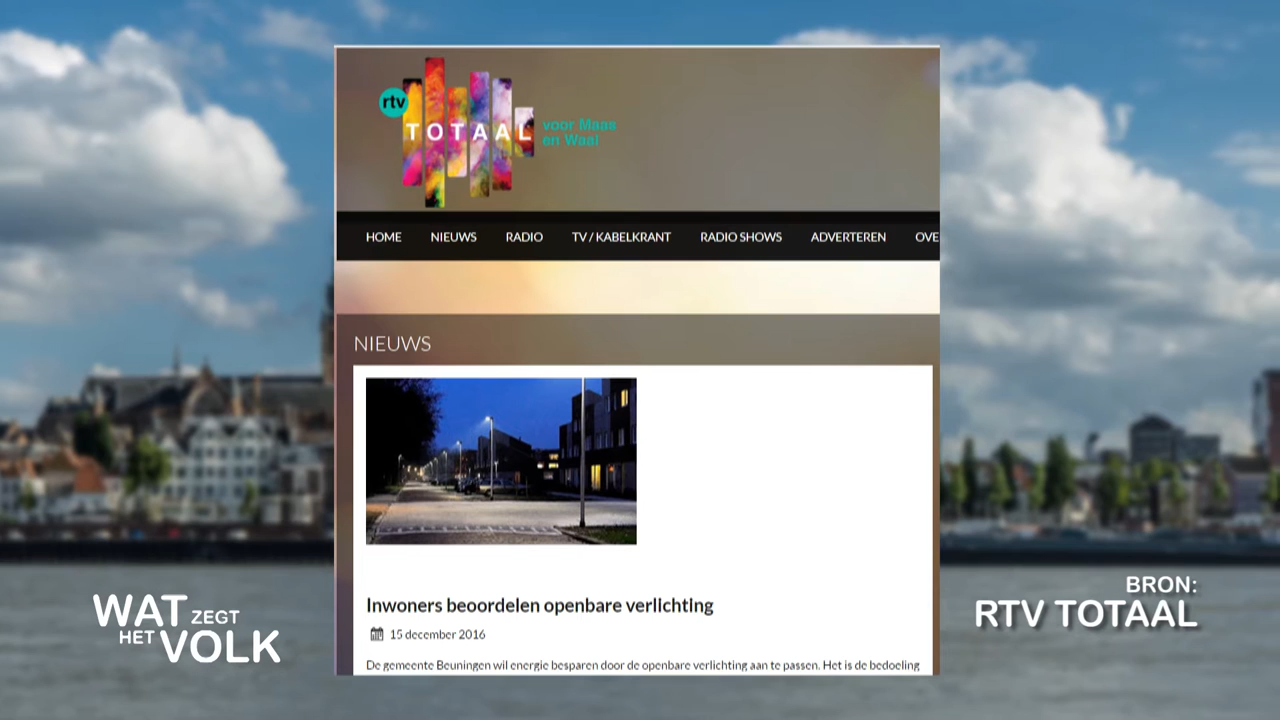 rtv
TOTAAL
voor Maas
en Waal
HOME NIEUWS RADIO TV / KABELKRANT RADIO SHOWS ADVERTEREN OVE
NIEUWS
Inwoners beoordelen openbare verlichting
15 december 2016
De gemeente Beuningen wil energie besparen door de openbare verlichting aan te passen. Het is de bedoeling
WAT ZEGT
HET VOLK
BRON:
RTV TOTAAL